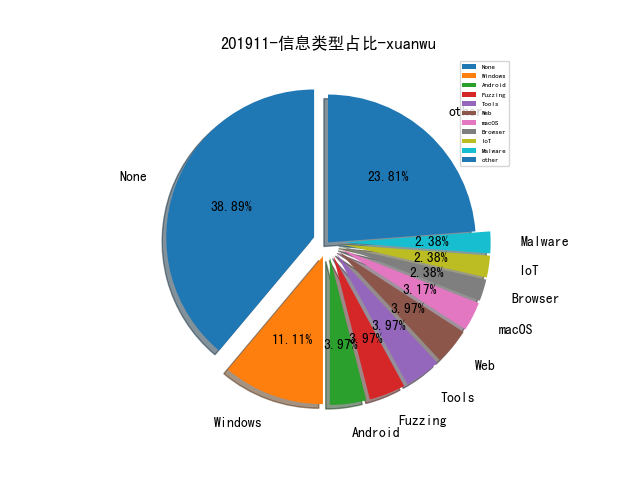 201911-信息类型占比-xuanwu
None
Windows
Android
Fuzzing
Tools
Web
macOS
Browser
IoT
Malware
other
other
23.81%
None
38.89%
2.38%
Malware
2.38%
IoT
2.38%
Browser
3.17%
macOS
3.97%
Web
3.97%
Tools
3.97%
Fuzzing
3.97%
Android
11.11%
Windows